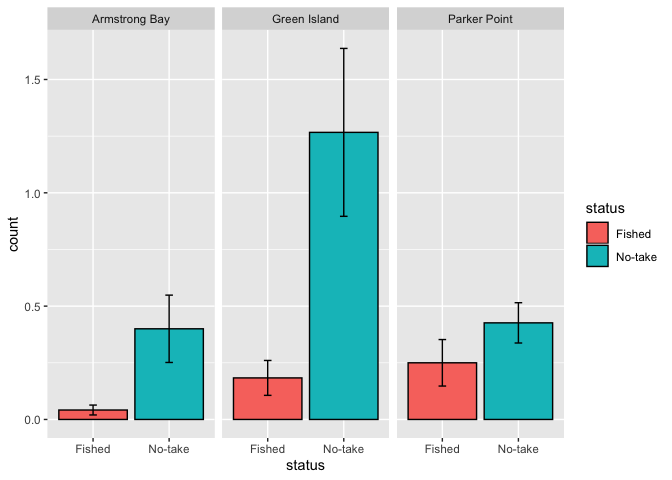 Armstrong Bay Green Island Parker Point
1.5
1.0
0.5
0.0
count
Fished No-take Fished No-take Fished No-take
status
status
Fished
No-take